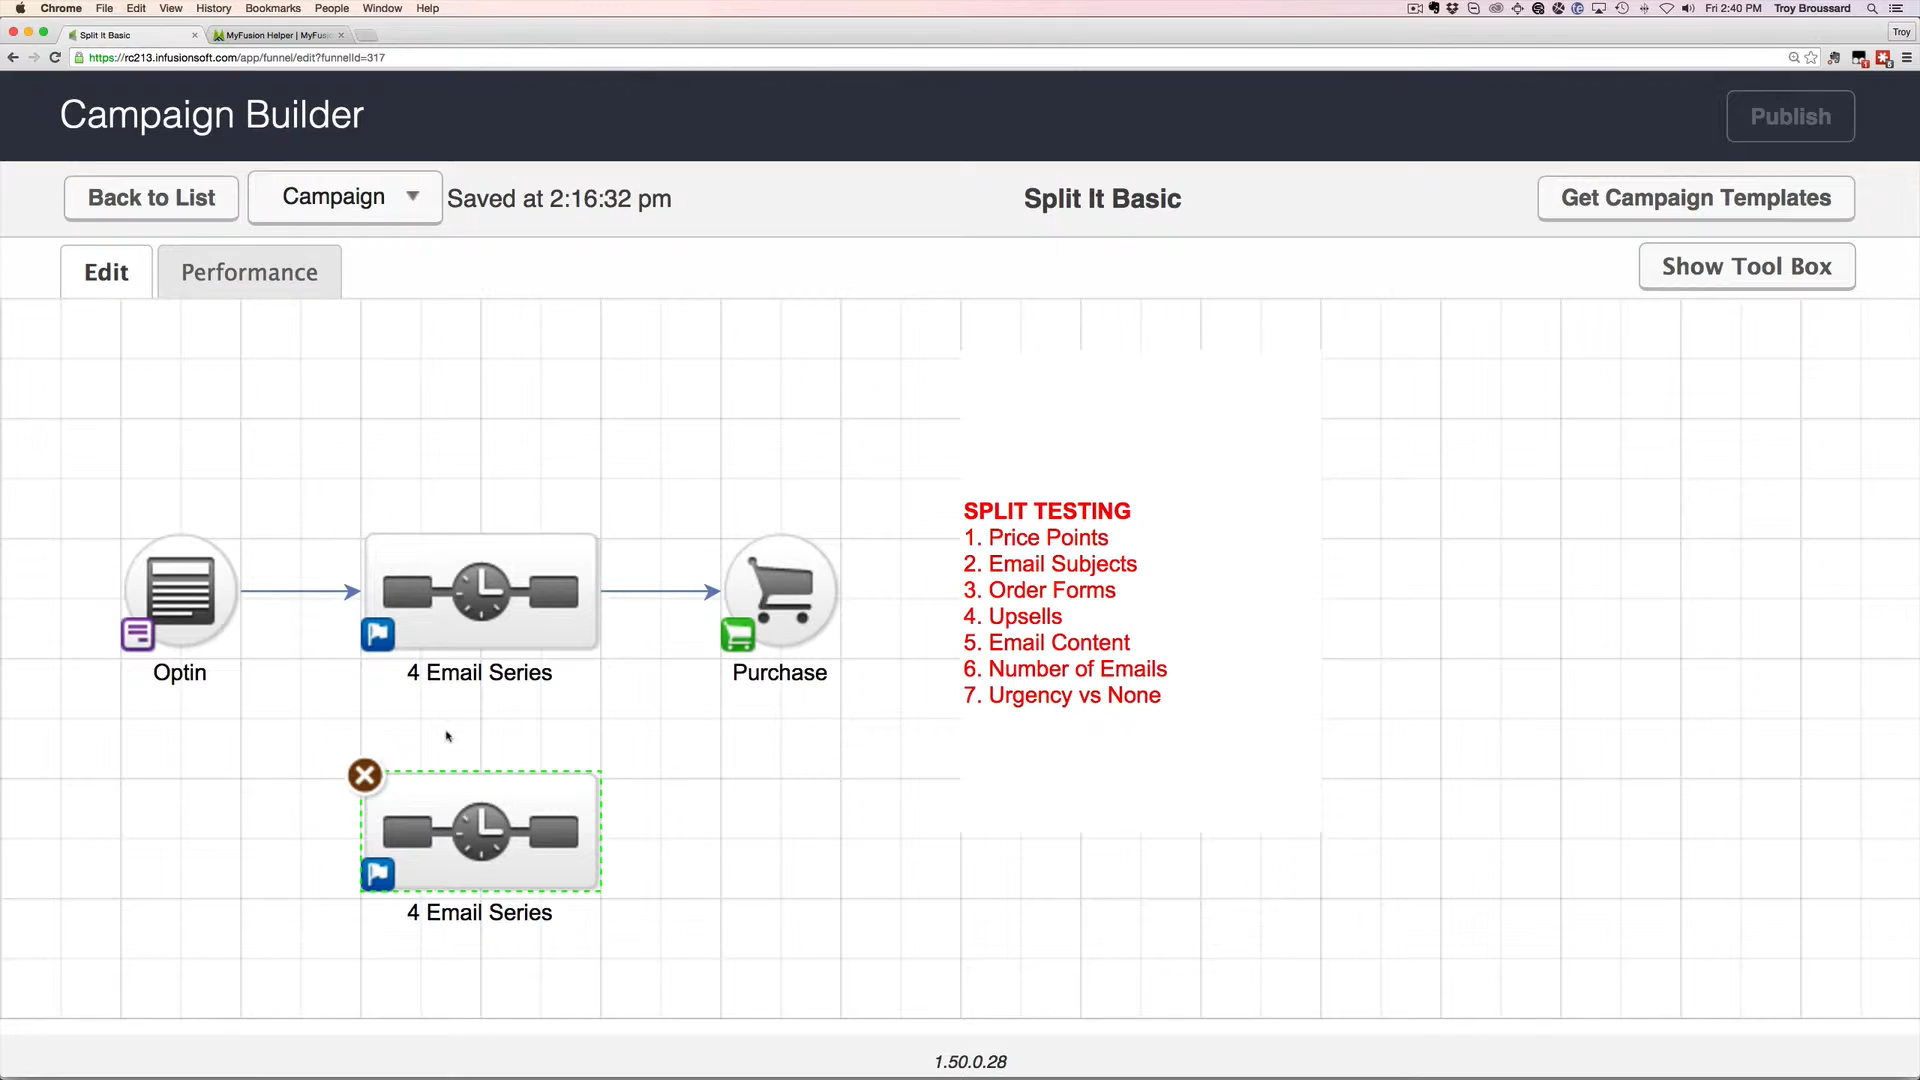 Chrome File Edit View History Bookmarks People Window Help Fri 2:40 PM Troy Broussard
Split It Basic MyFusion Helper | MyFus Troy
https://rc213.infusionsoft.com/app/funnel/edit?funnelId=317
Campaign Builder Publish
Back to List Campaign Saved at 2:16:32 pm Split It Basic Get Campaign Templates
Edit Performance Show Tool Box
SPLIT TESTING
1. Price Points
2. Email Subjects
3. Order Forms
4. Upsells
5. Email Content
6. Number of Emails
7. Urgency vs None
Optin 4 Email Series Purchase
4 Email Series
1.50.0.28